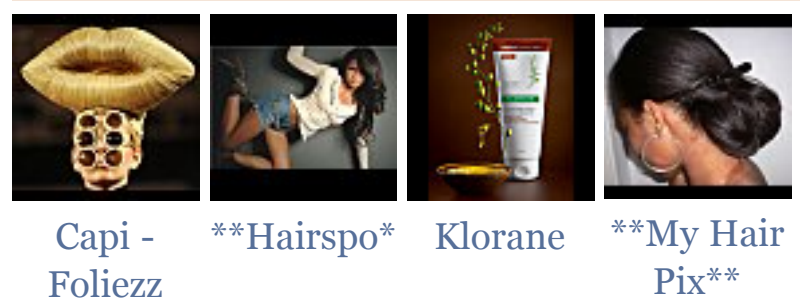 Capi -
Foliezz
**Hairspo*
Klorane
**My Hair
Pix**